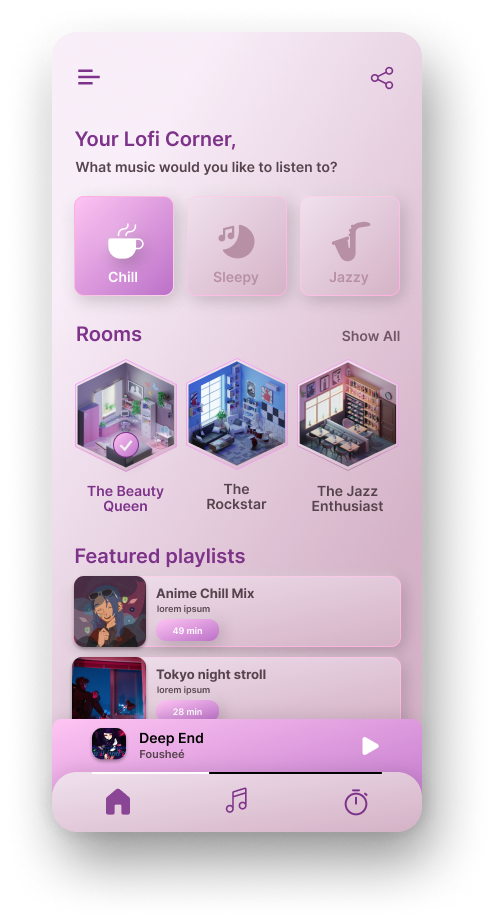 Your Lofi Corner,
What music would you like to listen to?
Chill
Sleepy
Jazzy
Rooms
Show All
The Beauty
Queen
The
Rockstar
The Jazz
Enthusiast
Featured playlists
Anime Chill Mix
lorem ipsum
49 min
Tokyo night stroll
lorem ipsum
28 min
Deep End
Fousheé